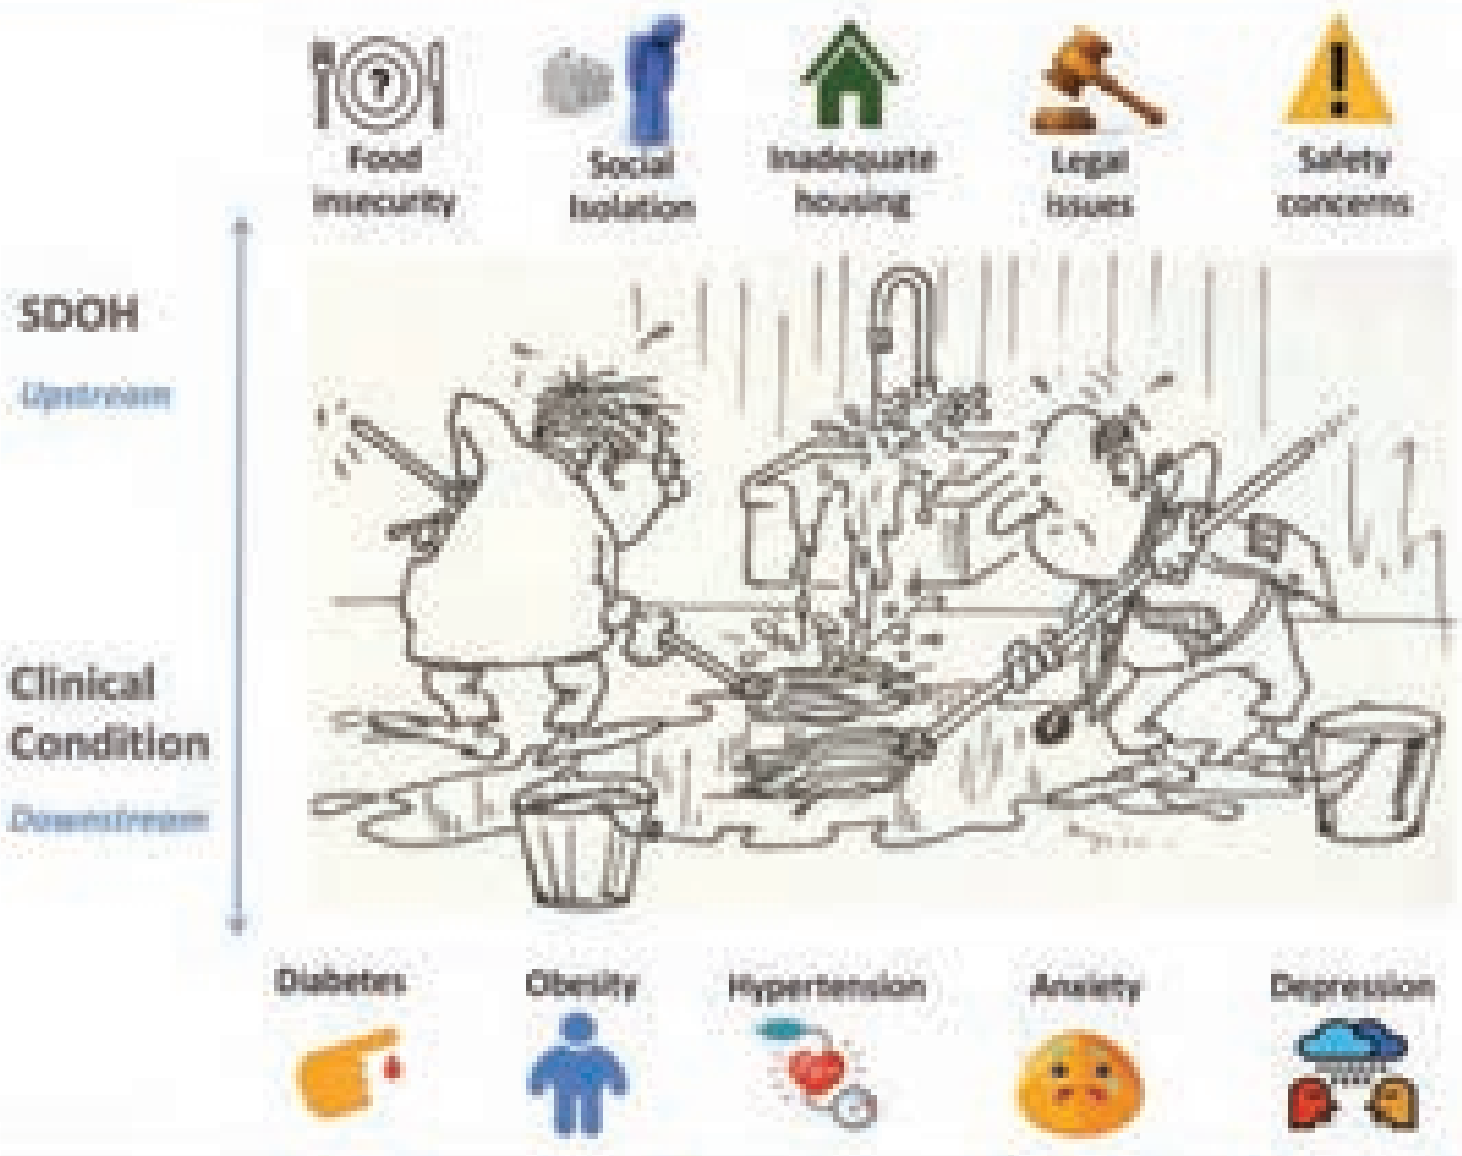 ?
Food
insecurity
Social
Isolation
Inadequate
housing
Legal
issues
!
Safety
concerns
SDOH
Upstream
Clinical
Condition
Downstream
Diabetes
Obesity
Hypertension
Anxiety
Depression